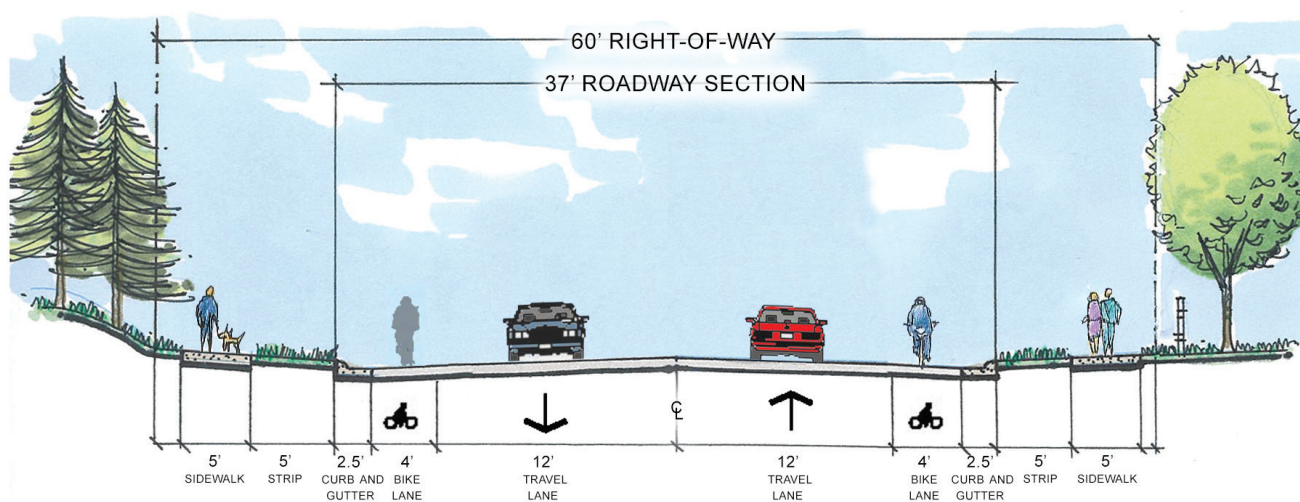 60’ RIGHT-OF-WAY
37’ ROADWAY SECTION
℄
5’
SIDEWALK
5’
STRIP
2.5’
CURB AND
GUTTER
4’
BIKE
LANE
12’
TRAVEL
LANE
12’
TRAVEL
LANE
4’
BIKE
LANE
2.5’
CURB AND
GUTTER
5’
STRIP
5’
SIDEWALK